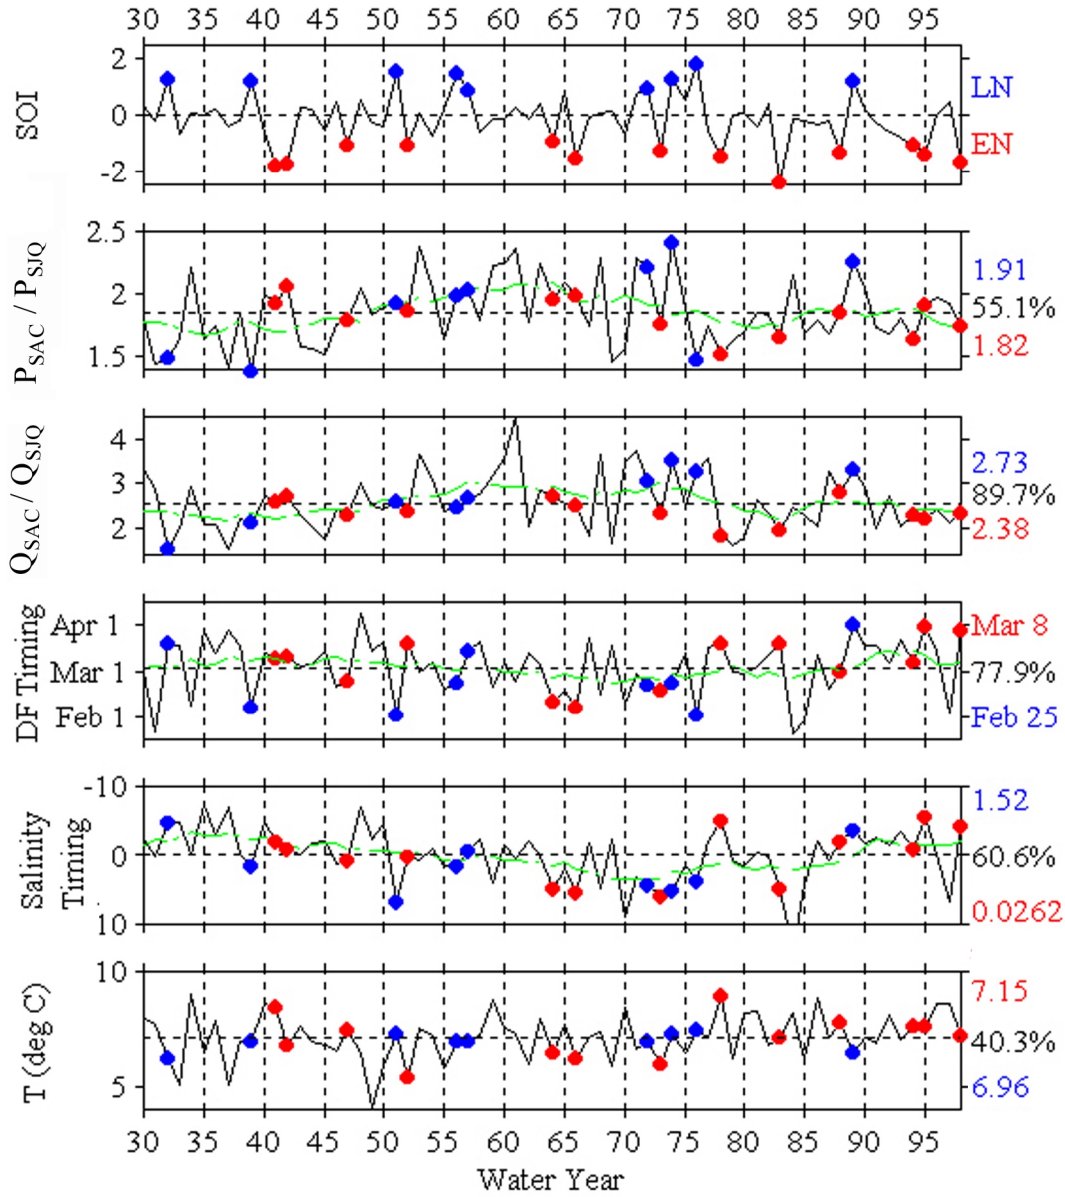 30 35 40 45 50 55 60 65 70 75 80 85 90 95
SOI
2
0
-2
LN
EN
P_SAC / P_SJQ
2.5
2
1.5
1.91
55.1%
1.82
Q_SAC / Q_SJQ
4
3
2
2.73
89.7%
2.38
DF Timing
Apr 1
Mar 1
Feb 1
Mar 8
77.9%
Feb 25
Salinity
Timing
-10
0
10
1.52
60.6%
0.0262
T (deg C)
10
5
7.15
40.3%
6.96
30 35 40 45 50 55 60 65 70 75 80 85 90 95
Water Year